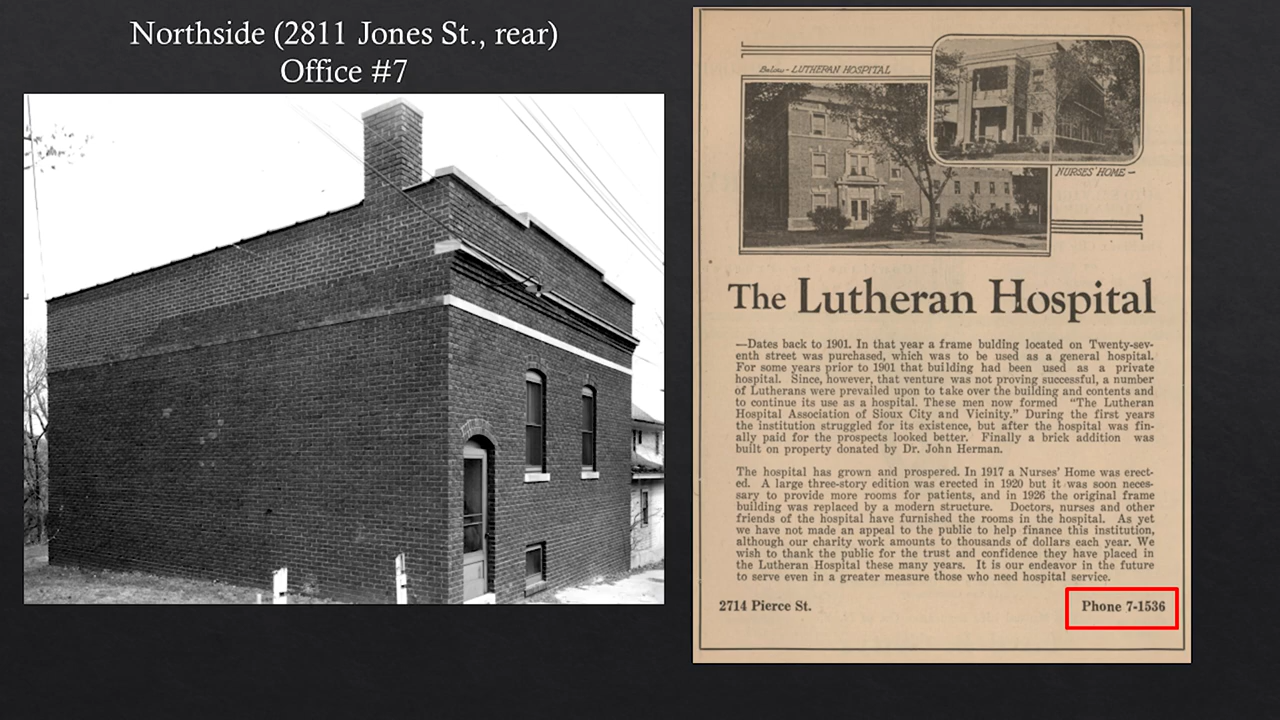 Northside (2811 Jones St., rear)
Office #7
Below - LUTHERAN HOSPITAL
NURSES' HOME -
The Lutheran Hospital
—Dates back to 1901. In that year a frame bulding located on Twenty-sev-
enth street was purchased, which was to be used as a general hospital.
For some years prior to 1901 that building had been used as a private
hospital. Since, however, that venture was not proving successful, a number
of Lutherans were prevailed upon to take over the building and contents and
to continue its use as a hospital. These men now formed "The Lutheran
Hospital Association of Sioux City and Vicinity." During the first years
the institution struggled for its existence, but after the hospital was fin-
ally paid for the prospects looked better. Finally a brick addition was
built on property donated by Dr. John Herman.
The hospital has grown and prospered. In 1917 a Nurses' Home was erect-
ed. A large three-story edition was erected in 1920 but it was soon neces-
sary to provide more rooms for patients, and in 1926 the original frame
building was replaced by a modern structure. Doctors, nurses and other
friends of the hospital have furnished the rooms in the hospital. As yet
we have not made an appeal to the public to help finance this institution,
although our charity work amounts to thousands of dollars each year. We
wish to thank the public for the trust and confidence they have placed in
the Lutheran Hospital these many years. It is our endeavor in the future
to serve even in a greater measure those who need hospital service.
2714 Pierce St.
Phone 7-1536